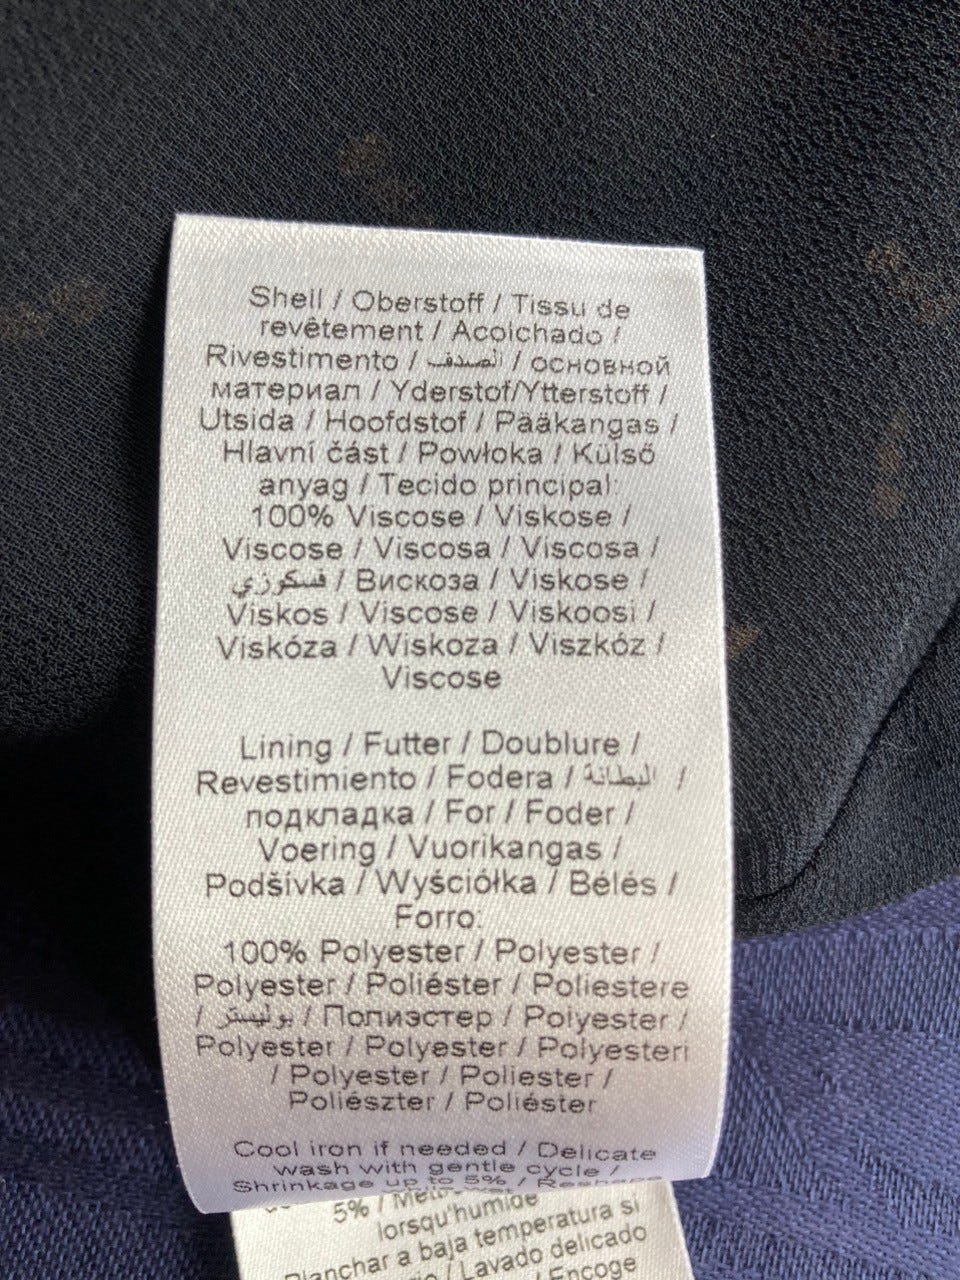 Shell / Oberstoff / Tissu de
revêtement / Acolchado /
Rivestimento / الصدف / основной
материал / Yderstof/Ytterstoff /
Utsida / Hoofdstof / Pääkangas /
Hlavní část / Powłoka / Külső
anyag / Tecido principal:
100% Viscose / Viskose /
Viscose / Viscosa / Viscosa /
فسكوزي / Вискоза / Viskose /
Viskos / Viscose / Viskoosi /
Viskóza / Wiskoza / Viszkóz /
Viscose
Lining / Futter / Doublure /
Revestimiento / Fodera / البطانة /
подкладка / For / Foder /
Voering / Vuorikangas /
Podšívka / Wyściółka / Bélés /
Forro:
100% Polyester / Polyester /
Polyester / Poliéster / Poliestere
/ بوليستر / Полиэстер / Polyester /
Polyester / Polyester / Polyesteri
/ Polyester / Poliester /
Poliészter / Poliéster
Cool iron if needed / Delicate
wash with gentle cycle /
Shrinkage up to 5% /
5% /
lorsqu'humide
Planchar a baja temperatura si
/ Lavado delicado
/ Encoge